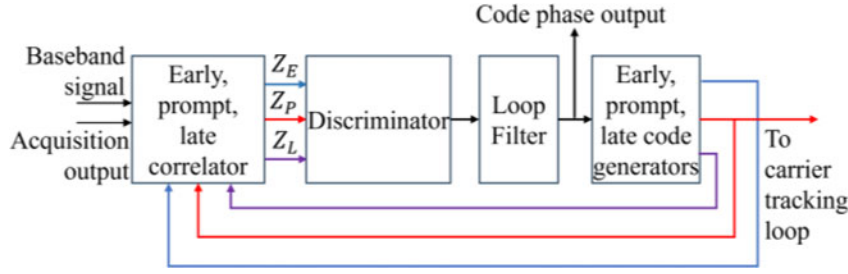 Code phase output
Baseband
signal
Acquisition
output
Early,
prompt,
late
correlator
Z_E
Z_P
Z_L
Discriminator
Loop
Filter
Early,
prompt,
late code
generators
To
carrier
tracking
loop